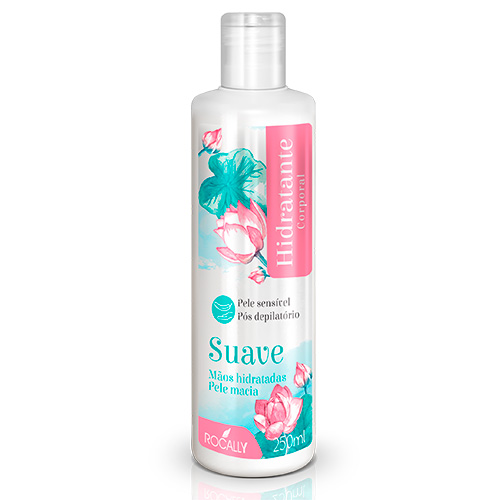 Hidratante
Corporal
Pele sensível
Pós depilatório
Suave
Mãos hidratadas
Pele macia
ROCALLY
250ml